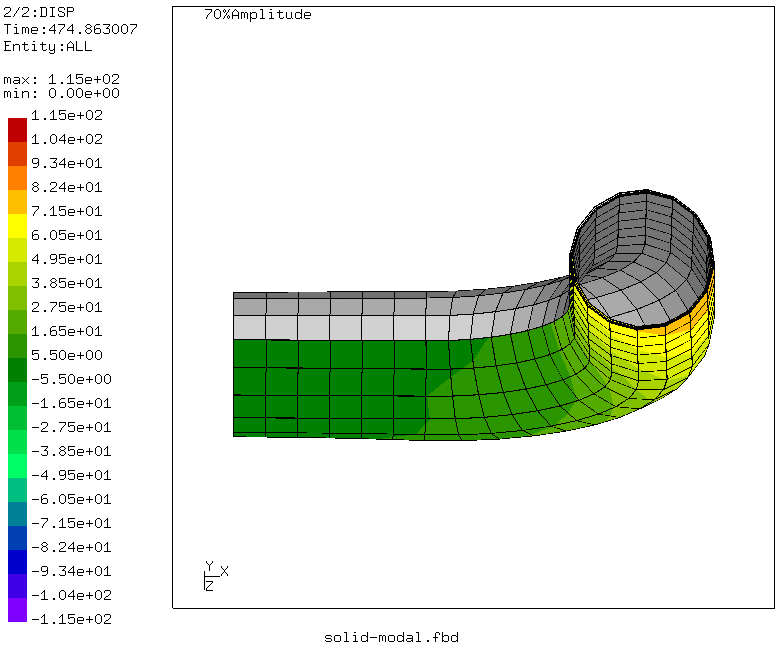 2/2:DISP
Time:474.863007
Entity:ALL
max: 1.15e+02
min: 0.00e+00
1.15e+02
1.04e+02
9.34e+01
8.24e+01
7.15e+01
6.05e+01
4.95e+01
3.85e+01
2.75e+01
1.65e+01
5.50e+00
-5.50e+00
-1.65e+01
-2.75e+01
-3.85e+01
-4.95e+01
-6.05e+01
-7.15e+01
-8.24e+01
-9.34e+01
-1.04e+02
-1.15e+02
70%Amplitude
Y
X
Z
solid-modal.fbd